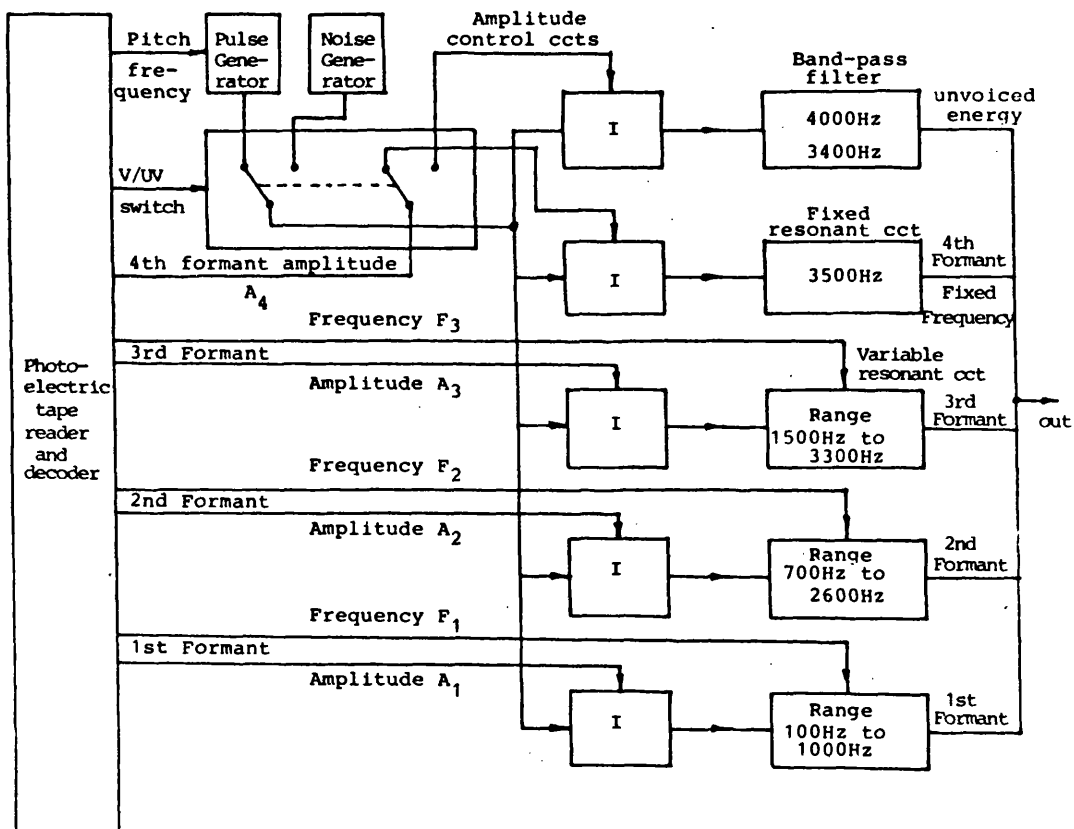 Pitch
fre-
quency
Pulse
Gene-
rator
Noise
Gene-
rator
Amplitude
control ccts
V/UV
switch
4th formant amplitude
A4
I
Band-pass
filter
4000Hz
3400Hz
unvoiced
energy
I
Fixed
resonant cct
3500Hz
4th
Formant
Fixed
Frequency
Photo-
electric
tape
reader
and
decoder
Frequency F3
3rd Formant
Amplitude A3
I
Variable
resonant cct
Range
1500Hz to
3300Hz
3rd
Formant
out
Frequency F2
2nd Formant
Amplitude A2
I
Range
700Hz to
2600Hz
2nd
Formant
Frequency F1
1st Formant
Amplitude A1
I
Range
100Hz to
1000Hz
1st
Formant